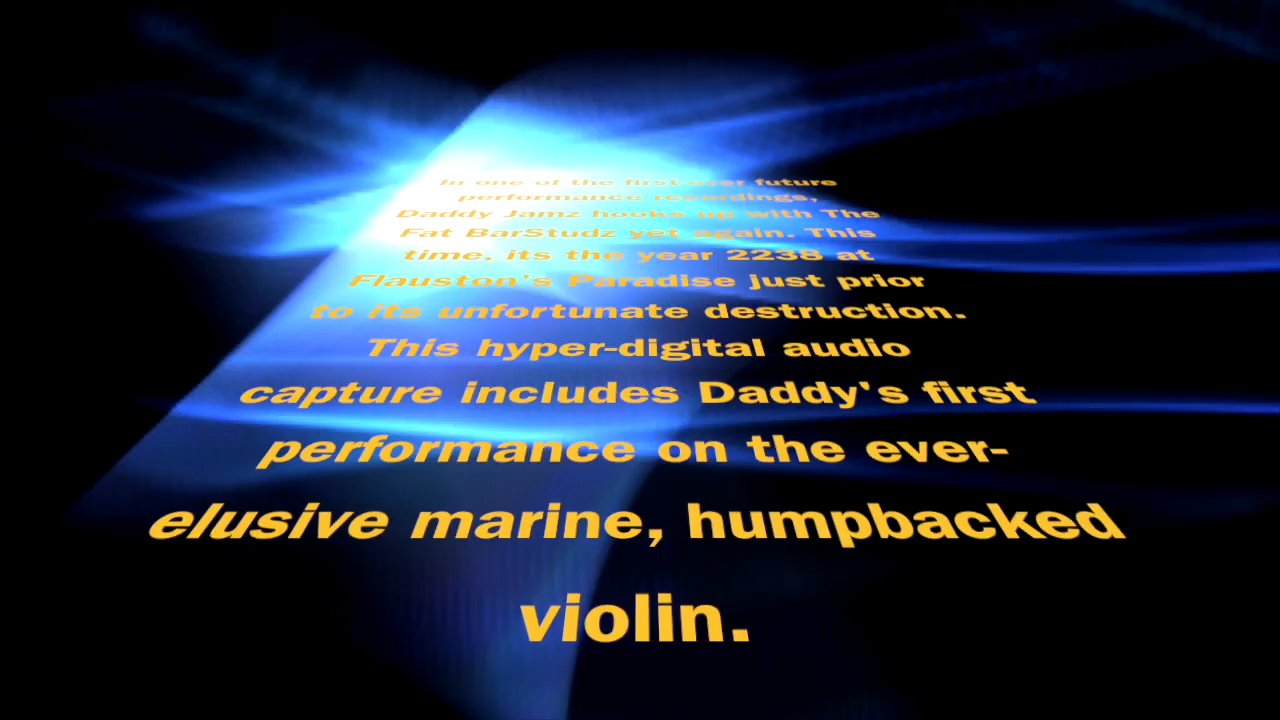 In one of the first ever future
performance recordings,
Daddy Jamz hooks up with The
Fat BarStudz yet again. This
time, its the year 2238 at
Flauston's Paradise just prior
to its unfortunate destruction.
This hyper-digital audio
capture includes Daddy's first
performance on the ever-
elusive marine, humpbacked
violin.